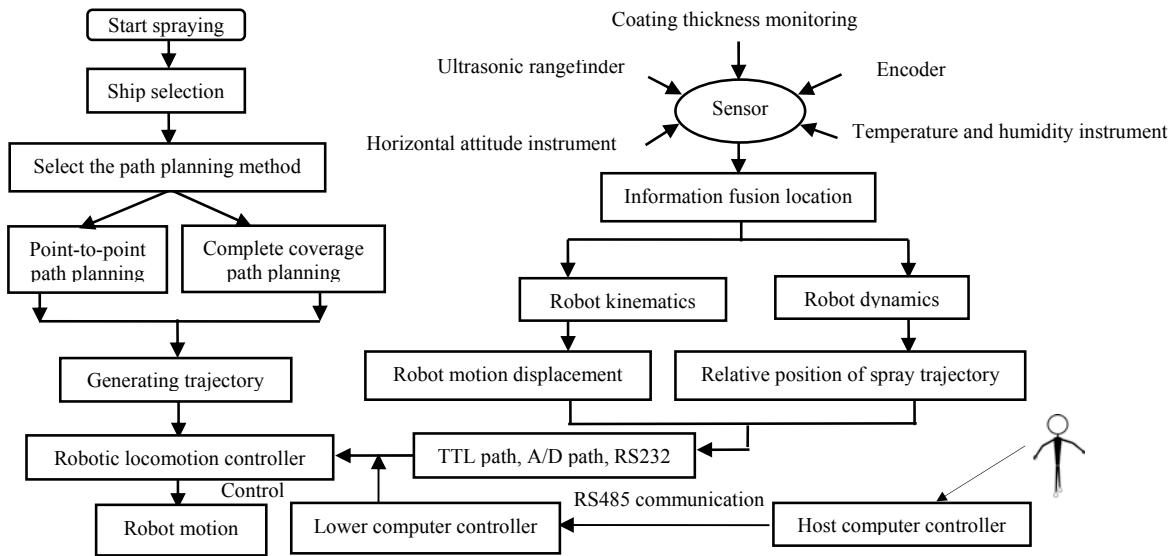 Start spraying
Ship selection
Select the path planning method
Point-to-point
path planning
Complete coverage
path planning
Generating trajectory
Robotic locomotion controller
Control
Robot motion
Coating thickness monitoring
Ultrasonic rangefinder
Encoder
Sensor
Horizontal attitude instrument
Temperature and humidity instrument
Information fusion location
Robot kinematics
Robot dynamics
Robot motion displacement
Relative position of spray trajectory
TTL path, A/D path, RS232
RS485 communication
Lower computer controller
Host computer controller